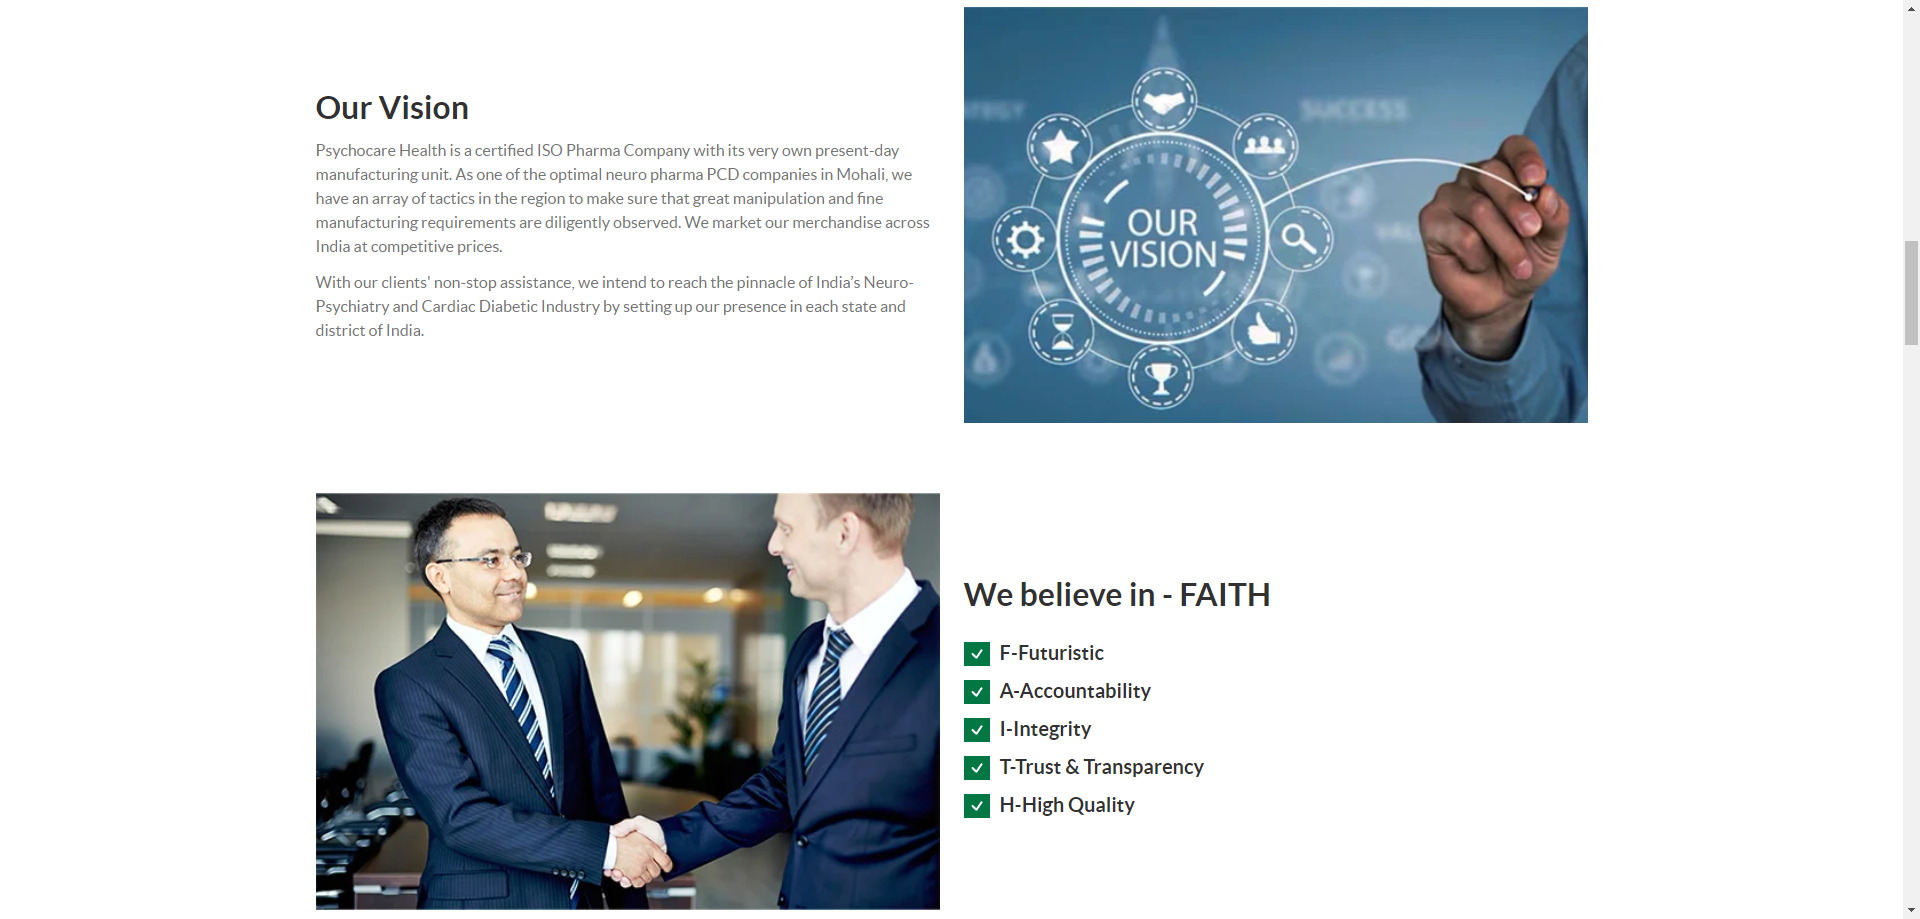 Our Vision
Psychocare Health is a certified ISO Pharma Company with its very own present-day
manufacturing unit. As one of the optimal neuro pharma PCD companies in Mohali, we
have an array of tactics in the region to make sure that great manipulation and fine
manufacturing requirements are diligently observed. We market our merchandise across
India at competitive prices.
With our clients' non-stop assistance, we intend to reach the pinnacle of India’s Neuro-
Psychiatry and Cardiac Diabetic Industry by setting up our presence in each state and
district of India.
SUCCESS
OUR
VISION
We believe in - FAITH
F-Futuristic
A-Accountability
I-Integrity
T-Trust & Transparency
H-High Quality